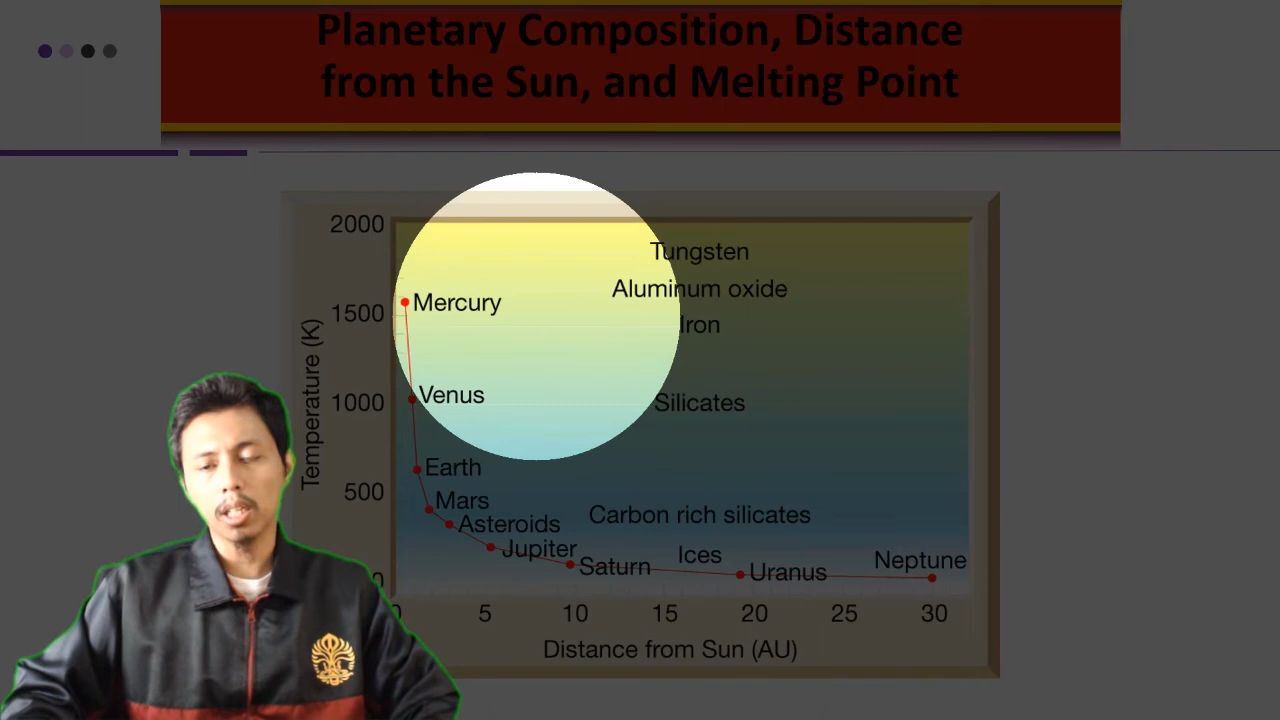 Planetary Composition, Distance
from the Sun, and Melting Point
2000
1500
1000
500
0
Temperature (K)
Tungsten
Aluminum oxide
Iron
Silicates
Carbon rich silicates
Ices
Mercury
Venus
Earth
Mars
Asteroids
Jupiter
Saturn
Uranus
Neptune
0 5 10 15 20 25 30
Distance from Sun (AU)